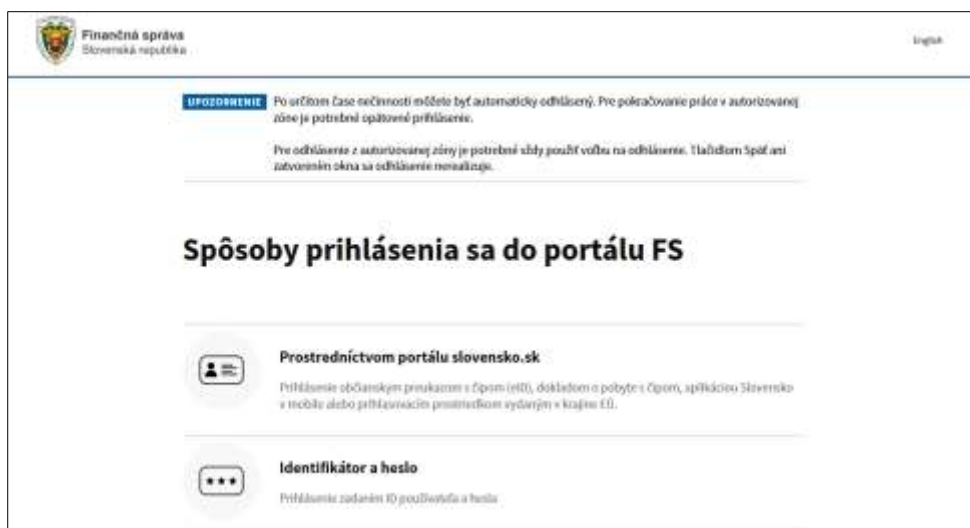 Finančná správa
Slovenská republika
English
UPOZORNENIE Po určitom čase nečinnosti môžete byť automaticky odhlásený. Pre pokračovanie práce v autorizovanej
zóne je potrebné opätovné prihlásenie.
Pre odhlásenie z autorizovanej zóny je potrebné vždy použiť voľbu na odhlásenie. Tlačidlom Späť ani
zatvorením okna sa odhlásenie nerealizuje.
Spôsoby prihlásenia sa do portálu FS
Prostredníctvom portálu slovensko.sk
Prihlásenie občianskym preukazom s čipom (eID), dokladom o pobyte s čipom, aplikáciou Slovensko
v mobile alebo prihlasovacím prostriedkom vydaným v krajine EÚ.
Identifikátor a heslo
Prihlásenie zadaním ID používateľa a hesla